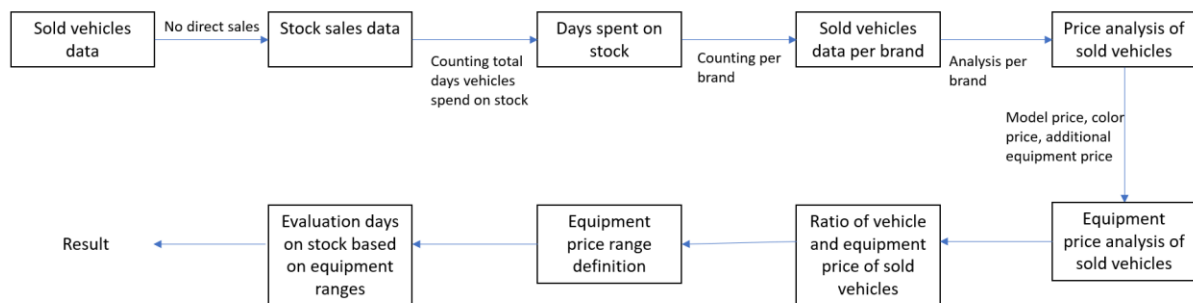 Sold vehicles
data
No direct sales
Stock sales data
Counting total
days vehicles
spend on stock
Days spent on
stock
Counting per
brand
Sold vehicles
data per brand
Analysis per
brand
Price analysis of
sold vehicles
Model price, color
price, additional
equipment price
Equipment
price analysis of
sold vehicles
Ratio of vehicle
and equipment
price of sold
vehicles
Equipment
price range
definition
Evaluation days
on stock based
on equipment
ranges
Result